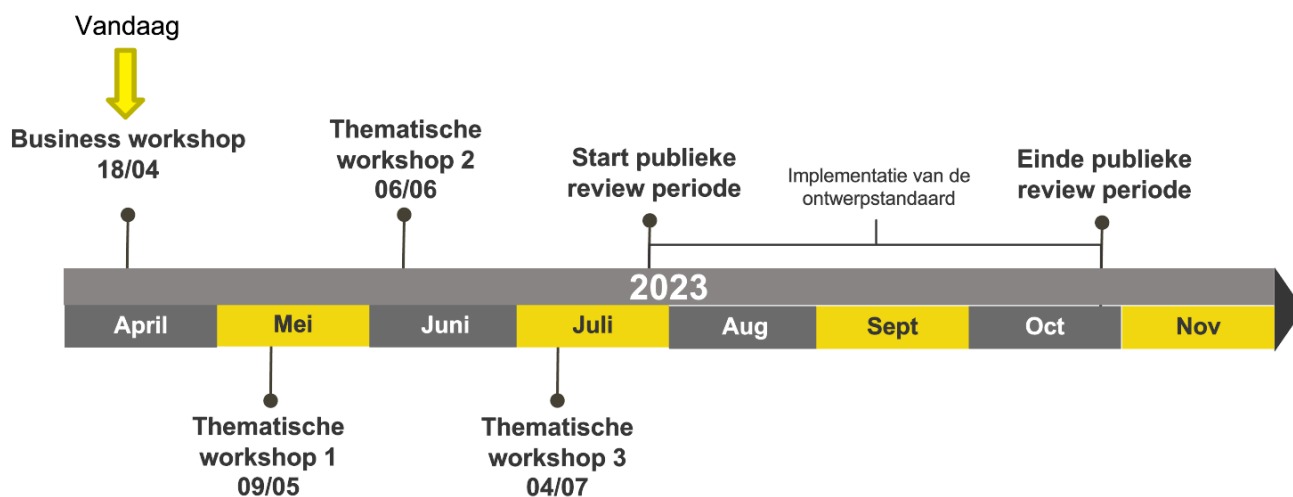 Vandaag
Business workshop
18/04
Thematische
workshop 2
06/06
Start publieke
review periode
Implementatie van de
ontwerpstandaard
Einde publieke
review periode
2023
April
Mei
Juni
Juli
Aug
Sept
Oct
Nov
Thematische
workshop 1
09/05
Thematische
workshop 3
04/07